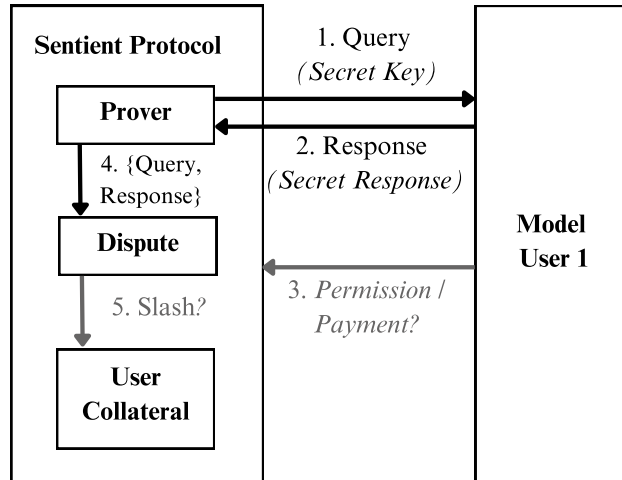 Sentient Protocol
Prover
1. Query
(Secret Key)
2. Response
(Secret Response)
4. {Query,
Response}
Dispute
3. Permission /
Payment?
5. Slash?
User
Collateral
Model
User 1